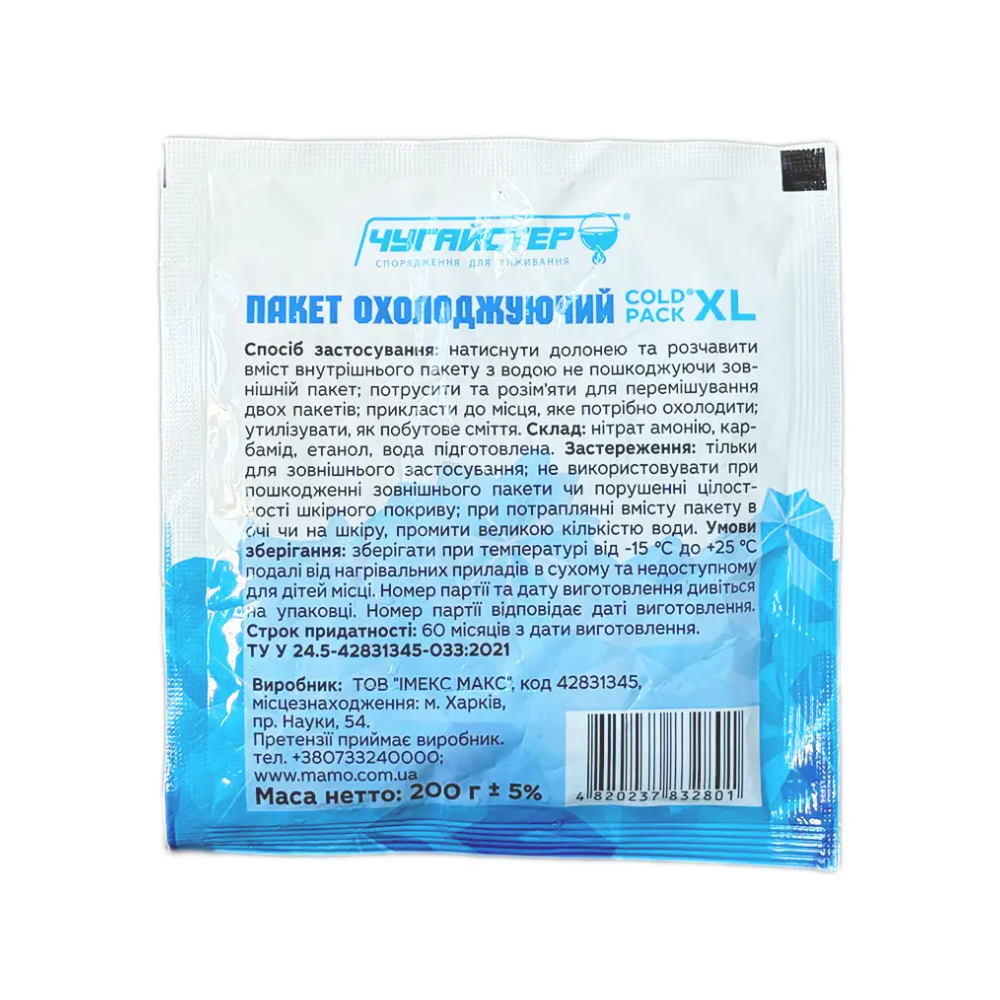 ЧУГАЙСТЕР®
СПОРЯДЖЕННЯ ДЛЯ ВИЖИВАННЯ
ПАКЕТ ОХОЛОДЖУЮЧИЙ COLD® PACK XL
Спосіб застосування: натиснути долонею та розчавити
вміст внутрішнього пакету з водою не пошкоджуючи зов-
нішній пакет; потрусити та розім'яти для перемішування
двох пакетів; прикласти до місця, яке потрібно охолодити;
утилізувати, як побутове сміття. Склад: нітрат амонію, кар-
бамід, етанол, вода підготовлена. Застереження: тільки
для зовнішнього застосування; не використовувати при
пошкодженні зовнішнього пакети чи порушенні цілост-
ності шкірного покриву; при потраплянні вмісту пакету в
очі чи на шкіру, промити великою кількістю води. Умови
зберігання: зберігати при температурі від -15 °С до +25 °С
подалі від нагрівальних приладів в сухому та недоступному
для дітей місці. Номер партії та дату виготовлення дивіться
на упаковці. Номер партії відповідає даті виготовлення.
Строк придатності: 60 місяців з дати виготовлення.
ТУ У 24.5-42831345-033:2021
Виробник: ТОВ "ІМЕКС МАКС", код 42831345,
місцезнаходження: м. Харків,
пр. Науки, 54.
Претензії приймає виробник.
тел. +380733240000;
www.mamo.com.ua
Маса нетто: 200 г ± 5%
4 820237 832801